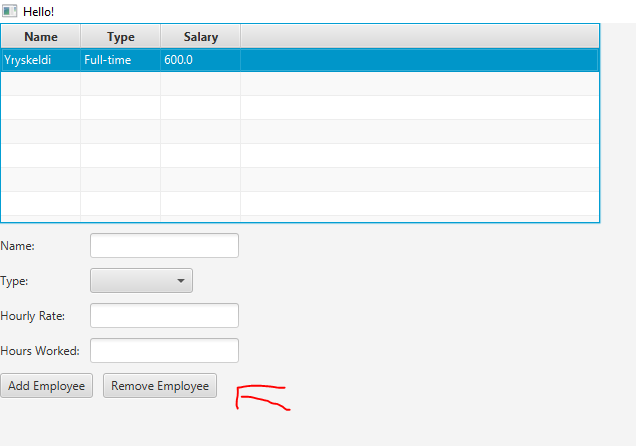 Hello!
Name Type Salary
Yryskeldi Full-time 600.0
Name:
Type:
Hourly Rate:
Hours Worked:
Add Employee Remove Employee